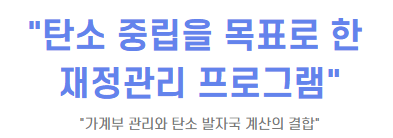 "탄소 중립을 목표로 한
재정관리 프로그램"
"가계부 관리와 탄소 발자국 계산의 결합"